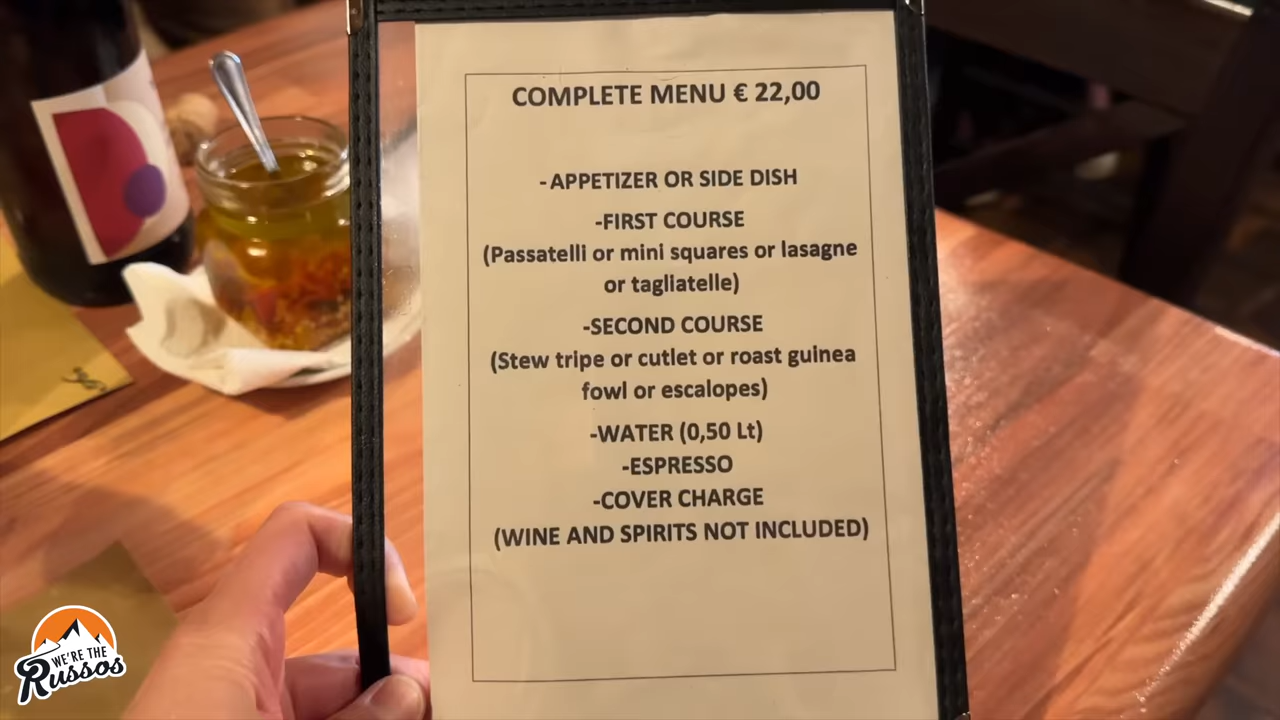 COMPLETE MENU € 22,00
-APPETIZER OR SIDE DISH
-FIRST COURSE
(Passatelli or mini squares or lasagne
or tagliatelle)
-SECOND COURSE
(Stew tripe or cutlet or roast guinea
fowl or escalopes)
-WATER (0,50 Lt)
-ESPRESSO
-COVER CHARGE
(WINE AND SPIRITS NOT INCLUDED)
WE'RE THE
RUSSOS